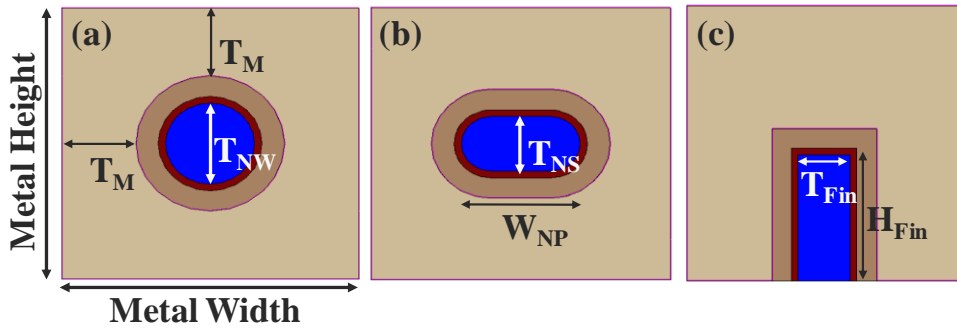 (a)
(b)
(c)
T_M
T_M
T_NW
T_NS
T_Fin
H_Fin
W_NP
Metal Height
Metal Width